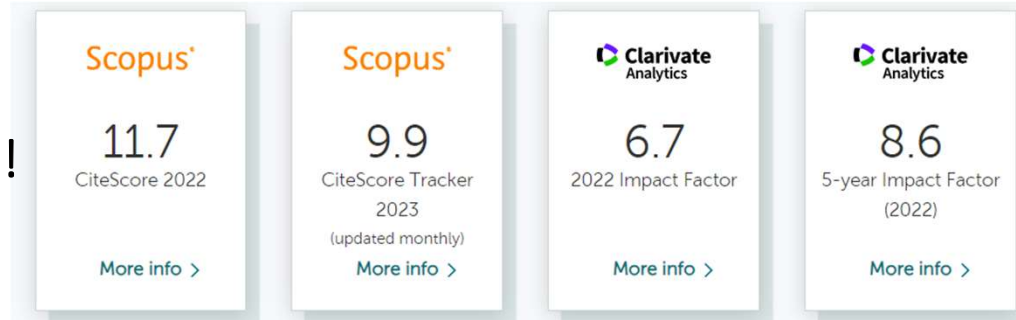 !
Scopus®
11.7
CiteScore 2022
More info >
Scopus®
9.9
CiteScore Tracker
2023
(updated monthly)
More info >
Clarivate
Analytics
6.7
2022 Impact Factor
More info >
Clarivate
Analytics
8.6
5-year Impact Factor
(2022)
More info >